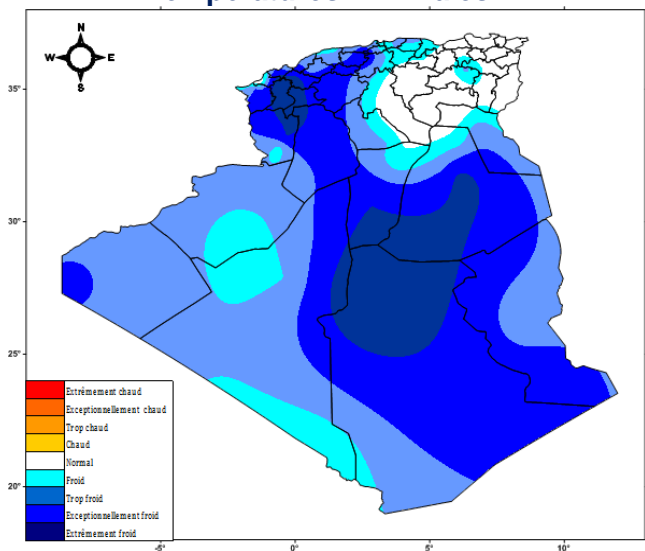 N
W E
S
35°
30°
25°
20°
Extrêmement chaud
Exceptionnellement chaud
Trop chaud
Chaud
Normal
Froid
Trop froid
Exceptionnellement froid
Extrêmement froid
-5° 0° 5° 10°